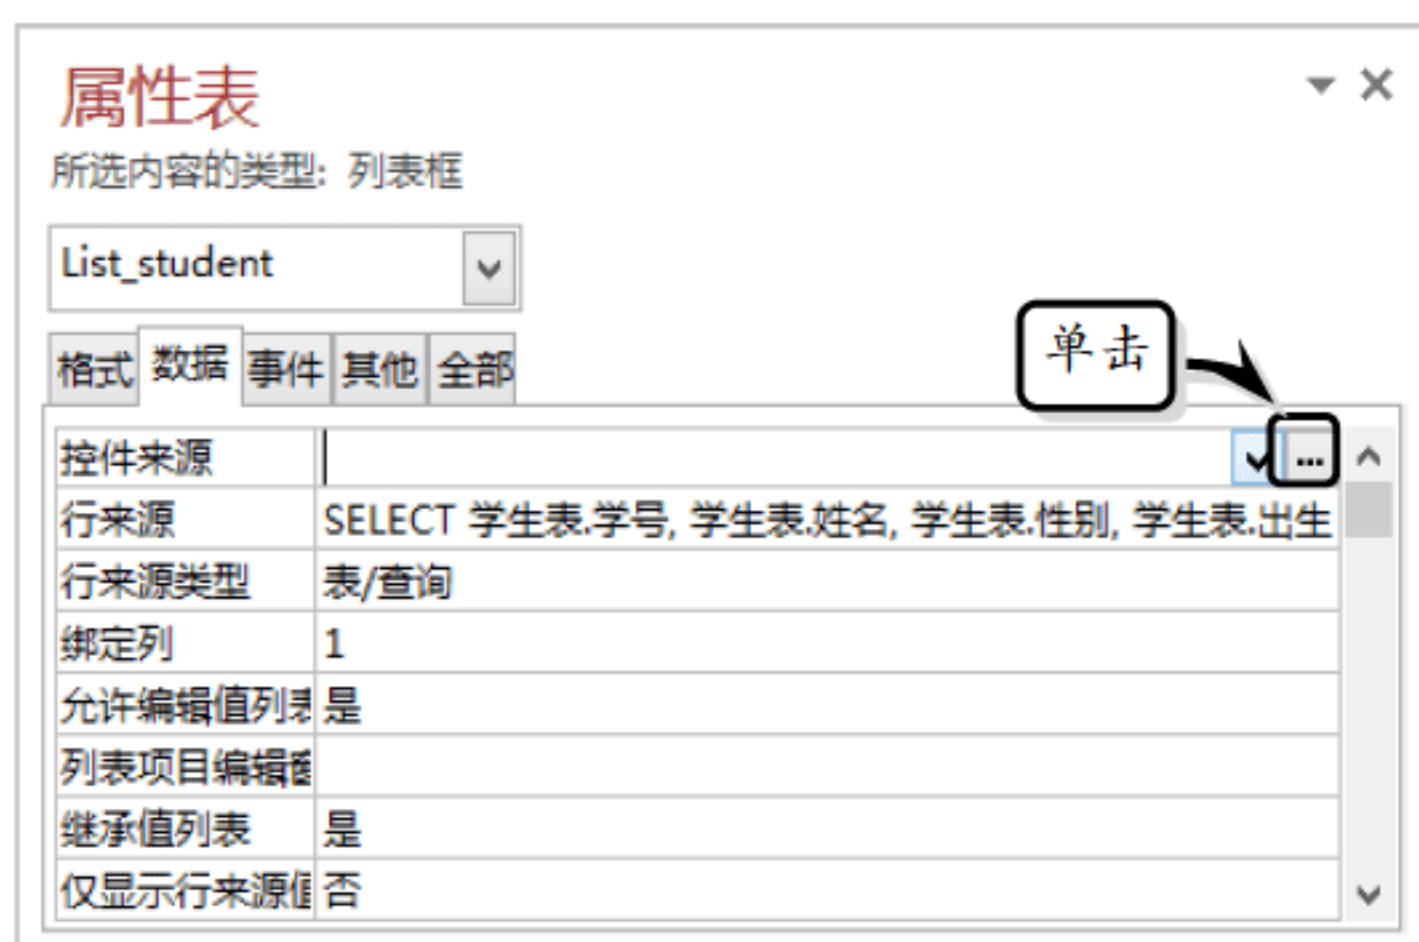 属性表
所选内容的类型: 列表框
List_student
格式 数据 事件 其他 全部
单击
控件来源 ...
行来源 SELECT 学生表.学号, 学生表.姓名, 学生表.性别, 学生表.出生
行来源类型 表/查询
绑定列 1
允许编辑值列表 是
列表项目编辑窗
继承值列表 是
仅显示行来源值 否